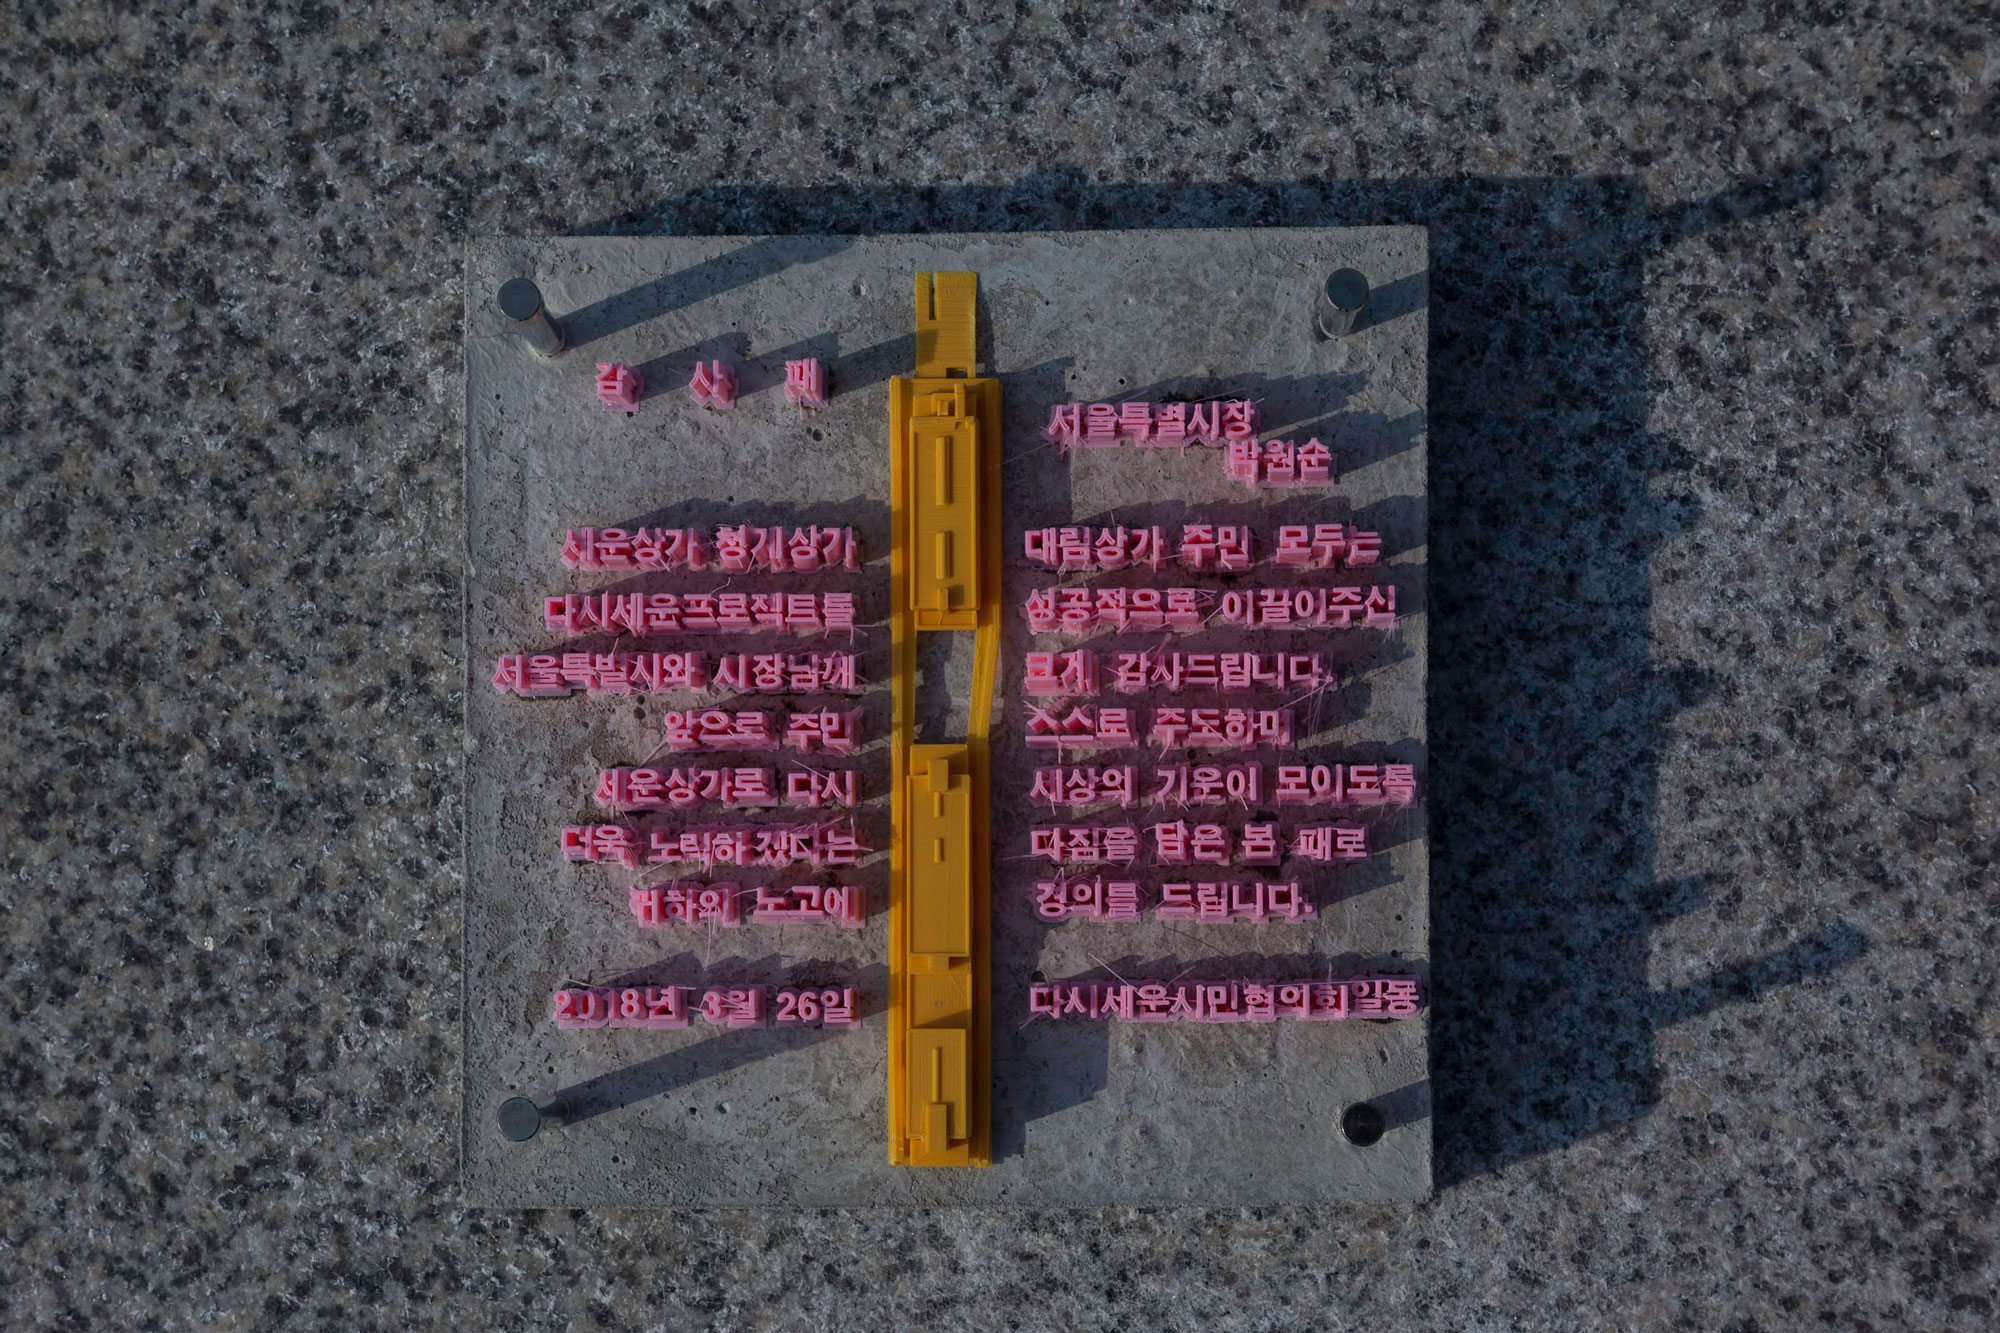 감 사 패
서울특별시장
박원순
세운상가 청계상가 대림상가 주민 모두는
다시세운프로젝트를 성공적으로 이끌어주신
서울특별시와 시장님께 크게 감사드립니다.
앞으로 주민 스스로 주도하며
세운상가로 다시 시상의 기운이 모이도록
더욱 노력하겠다는 다짐을 담은 본 패로
귀하의 노고에 경의를 드립니다.
2018년 3월 26일 다시세운시민협의회일동